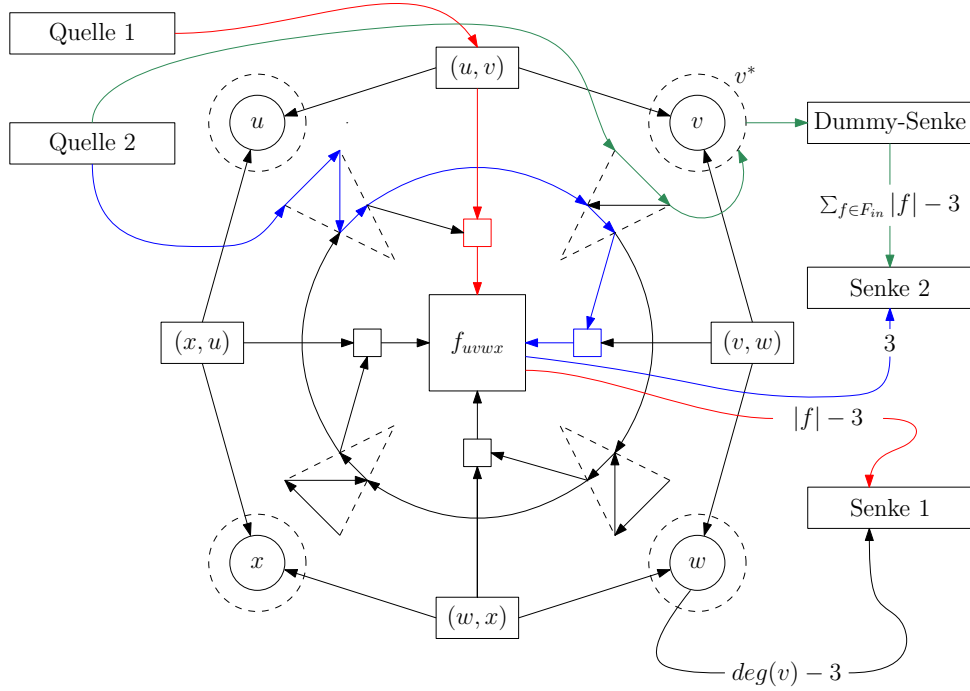 Quelle 1
(u, v)
v*
u
v
Quelle 2
Dummy-Senke
∑f∈Fin |f| − 3
Senke 2
(x, u)
fuvwx
(v, w)
3
|f| − 3
Senke 1
x
w
(w, x)
deg(v) − 3